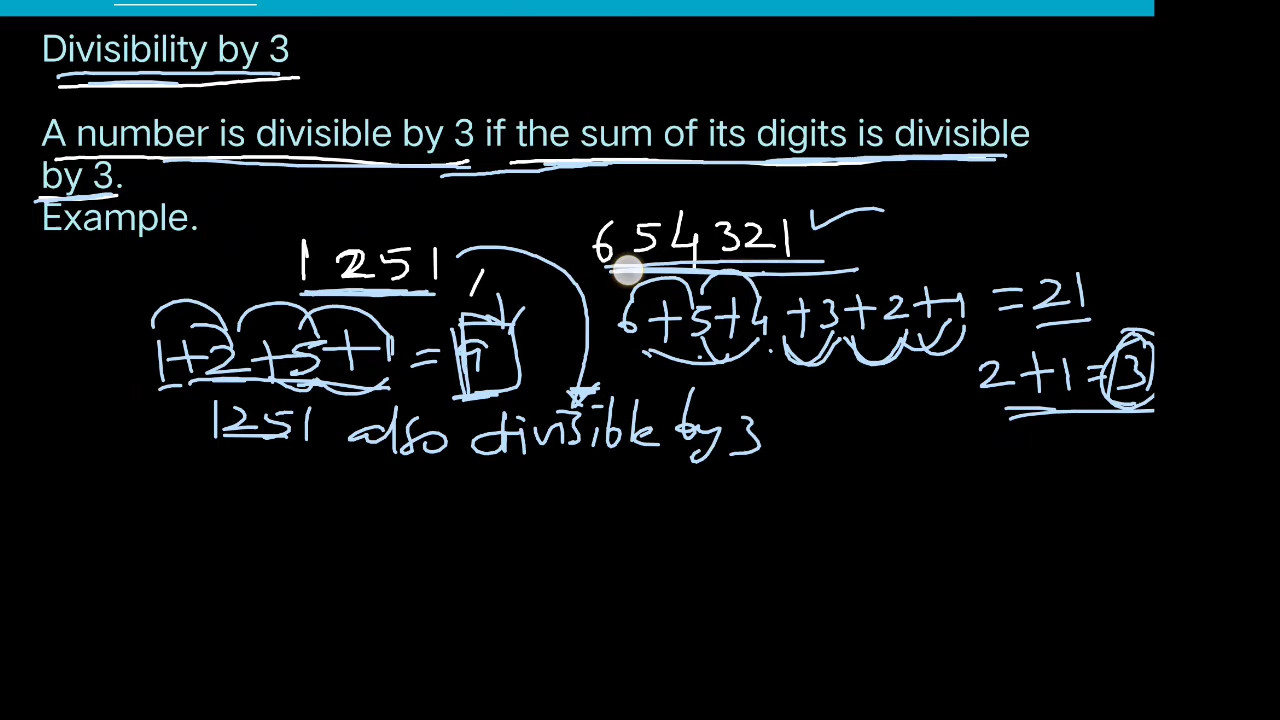 Divisibility by 3
A number is divisible by 3 if the sum of its digits is divisible
by 3.
Example.
1251
654321
1+2+5+1 = 9
6+5+4+3+2+1 = 21
2+1=3
1251 also divisible by 3